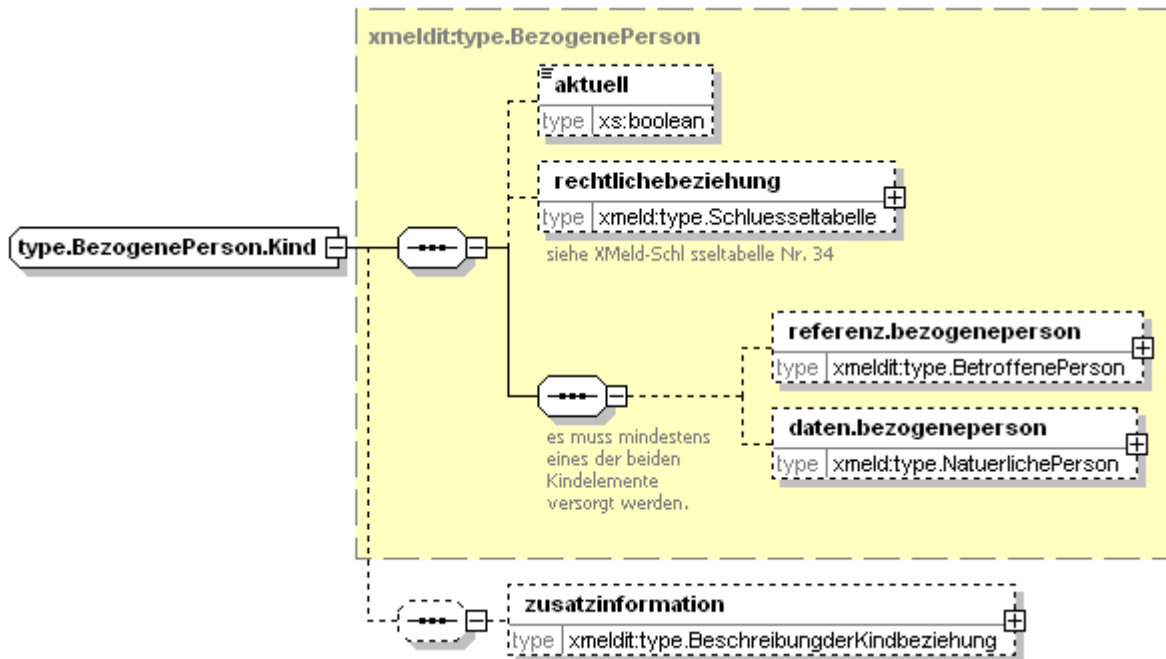 xmeldit:type.BezogenePerson
aktuell
type xs:boolean
rechtlichebeziehung
type xmeld:type.Schluesseltabelle
siehe XMeld-Schl sseltabelle Nr. 34
type.BezogenePerson.Kind
referenz.bezogeneperson
type xmeldit:type.BetroffenePerson
es muss mindestens
eines der beiden
Kindelemente
versorgt werden.
daten.bezogeneperson
type xmeld:type.NatuerlichePerson
zusatzinformation
type xmeldit:type.BeschreibungderKindbeziehung